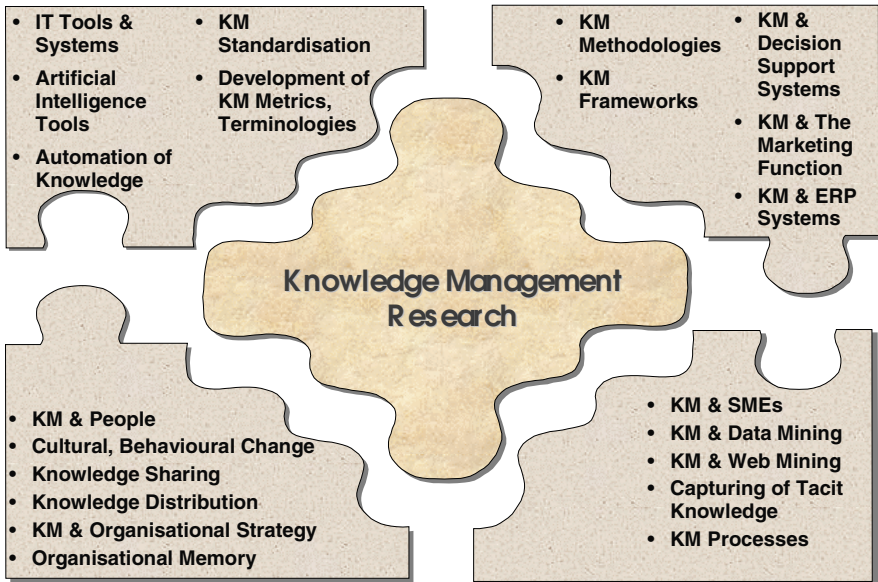 • IT Tools &
Systems
• Artificial
Intelligence
Tools
• Automation of
Knowledge
• KM
Standardisation
• Development of
KM Metrics,
Terminologies
• KM
Methodologies
• KM
Frameworks
• KM &
Decision
Support
Systems
• KM & The
Marketing
Function
• KM & ERP
Systems
Knowledge Management
Research
• KM & People
• Cultural, Behavioural Change
• Knowledge Sharing
• Knowledge Distribution
• KM & Organisational Strategy
• Organisational Memory
• KM & SMEs
• KM & Data Mining
• KM & Web Mining
• Capturing of Tacit
Knowledge
• KM Processes